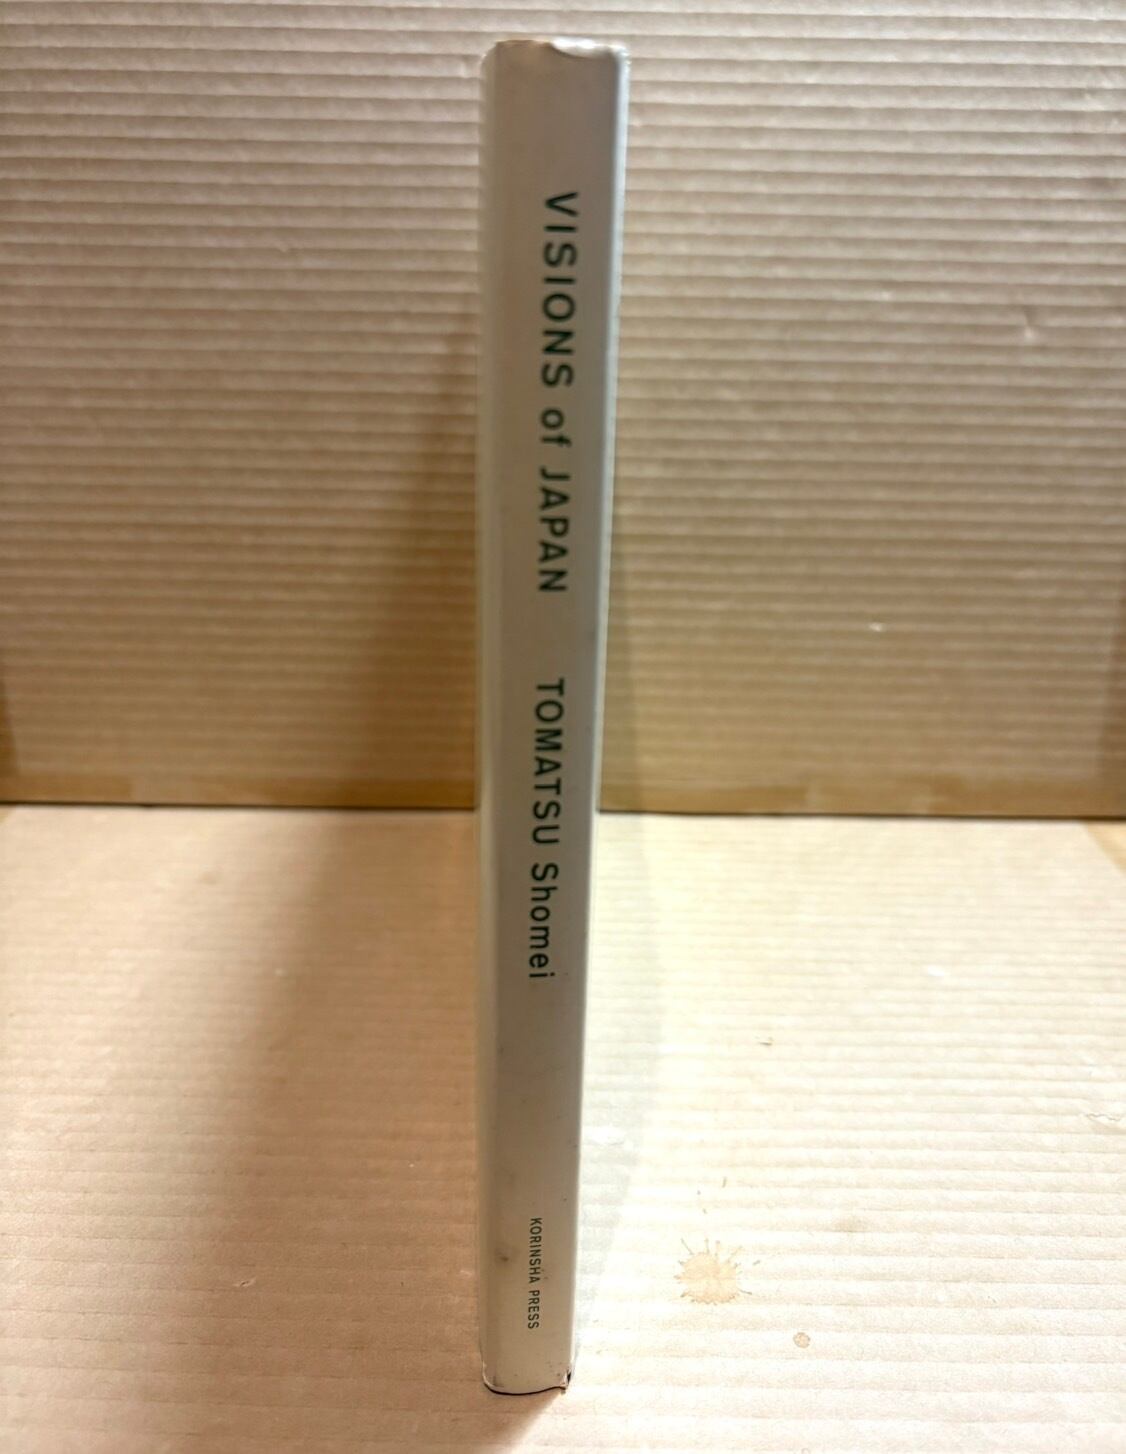 VISIONS of JAPAN
TOMATSU Shomei
KORINSHA PRESS